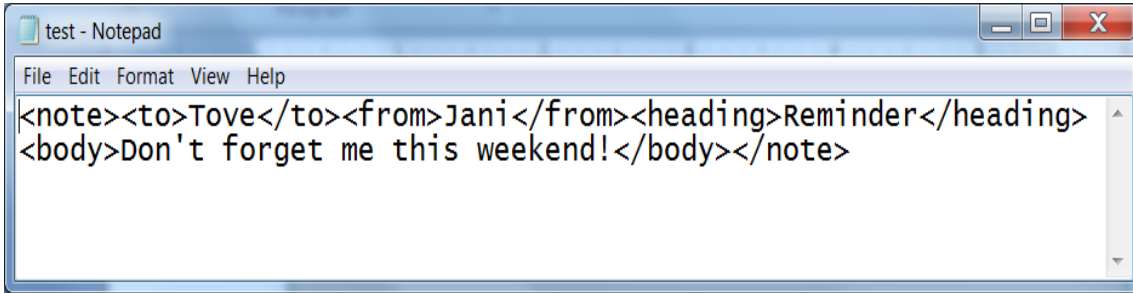 test - Notepad
File Edit Format View Help
<note><to>Tove</to><from>Jani</from><heading>Reminder</heading>
<body>Don't forget me this weekend!</body></note>